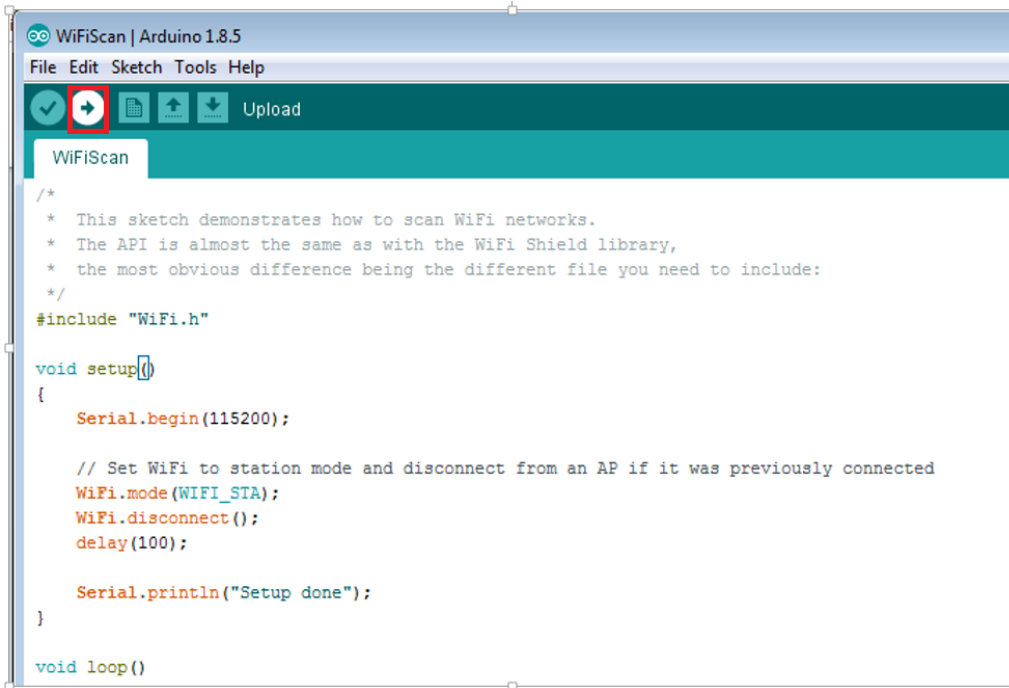 WiFiScan | Arduino 1.8.5
File Edit Sketch Tools Help
Upload
WiFiScan
/*
 *  This sketch demonstrates how to scan WiFi networks.
 *  The API is almost the same as with the WiFi Shield library,
 *  the most obvious difference being the different file you need to include:
 */
#include "WiFi.h"
void setup()
{
    Serial.begin(115200);
    // Set WiFi to station mode and disconnect from an AP if it was previously connected
    WiFi.mode(WIFI_STA);
    WiFi.disconnect();
    delay(100);
    Serial.println("Setup done");
}
void loop()